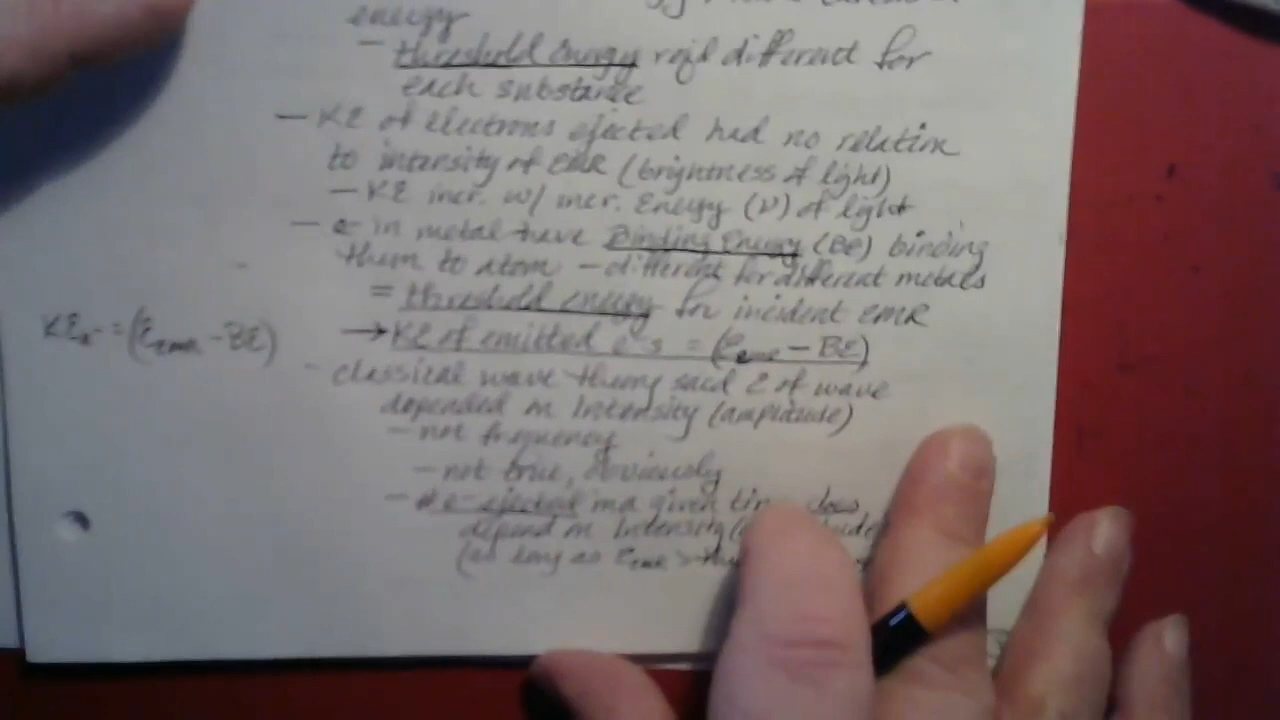 energy
- threshold energy req'd different for
each substance
- KE of electrons ejected had no relation
to intensity of EMR (brightness of light)
- KE incr. w/ incr. Energy (ν) of light
- e- in metal have Binding Energy (BE) binding
them to atom - different for different metals
= threshold energy for incident EMR
KEe- = (EEMR - BE)
→ KE of emitted e-s = (Eemr - BE)
- classical wave theory said E of wave
depended on Intensity (amplitude)
- not frequency
- not true, obviously
- # e- ejected in a given time does
depend on Intensity
(as long as EEMR >